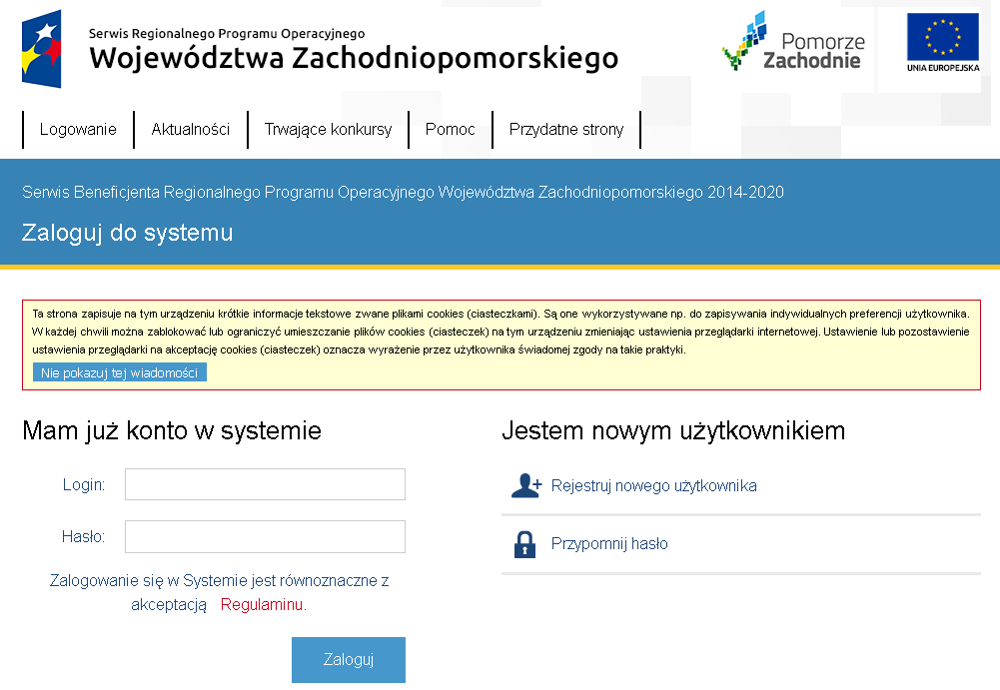 Serwis Regionalnego Programu Operacyjnego
Województwa Zachodniopomorskiego
Pomorze
Zachodnie
UNIA EUROPEJSKA
Logowanie
Aktualności
Trwające konkursy
Pomoc
Przydatne strony
Serwis Beneficjenta Regionalnego Programu Operacyjnego Województwa Zachodniopomorskiego 2014-2020
Zaloguj do systemu
Ta strona zapisuje na tym urządzeniu krótkie informacje tekstowe zwane plikami cookies (ciasteczkami). Są one wykorzystywane np. do zapisywania indywidualnych preferencji użytkownika.
W każdej chwili można zablokować lub ograniczyć umieszczanie plików cookies (ciasteczek) na tym urządzeniu zmieniając ustawienia przeglądarki internetowej. Ustawienie lub pozostawienie
ustawienia przeglądarki na akceptację cookies (ciasteczek) oznacza wyrażenie przez użytkownika świadomej zgody na takie praktyki.
Nie pokazuj tej wiadomości
Mam już konto w systemie
Login:
Hasło:
Zalogowanie się w Systemie jest równoznaczne z
akceptacją Regulaminu.
Zaloguj
Jestem nowym użytkownikiem
Rejestruj nowego użytkownika
Przypomnij hasło